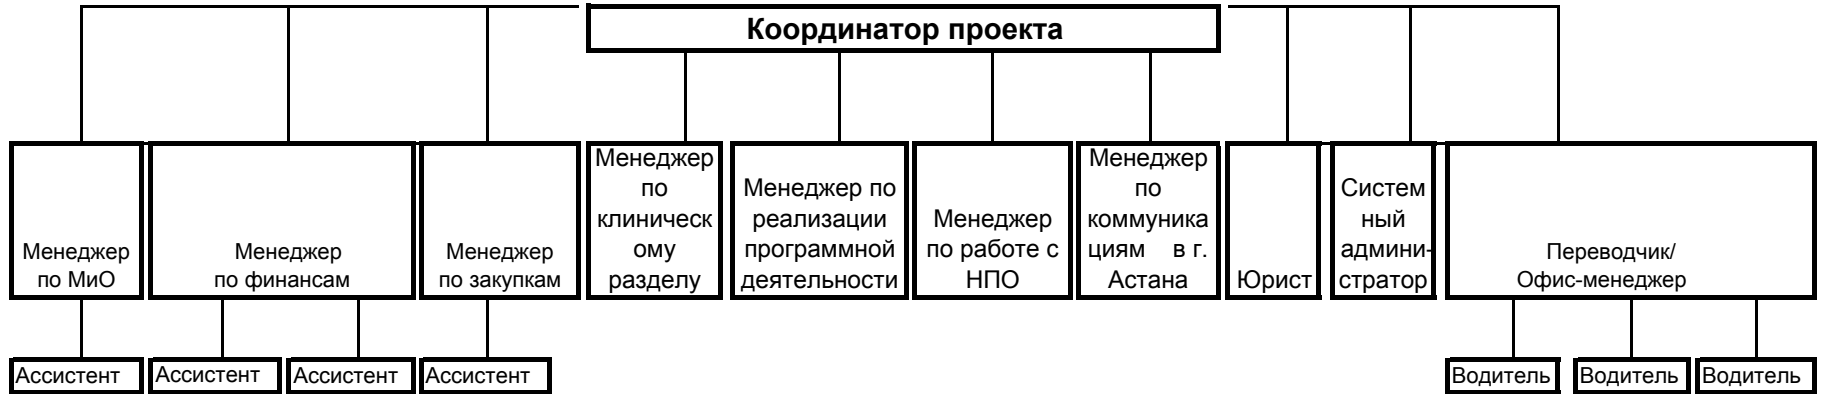 Координатор проекта
Менеджер
по МиО
Менеджер
по финансам
Менеджер
по закупкам
Менеджер
по
клиническ
ому
разделу
Менеджер по
реализации
программной
деятельности
Менеджер
по работе с
НПО
Менеджер
по
коммуника
циям в г.
Астана
Юрист
Систем
ный
админи-
стратор
Переводчик/
Офис-менеджер
Ассистент
Ассистент
Ассистент
Ассистент
Водитель
Водитель
Водитель